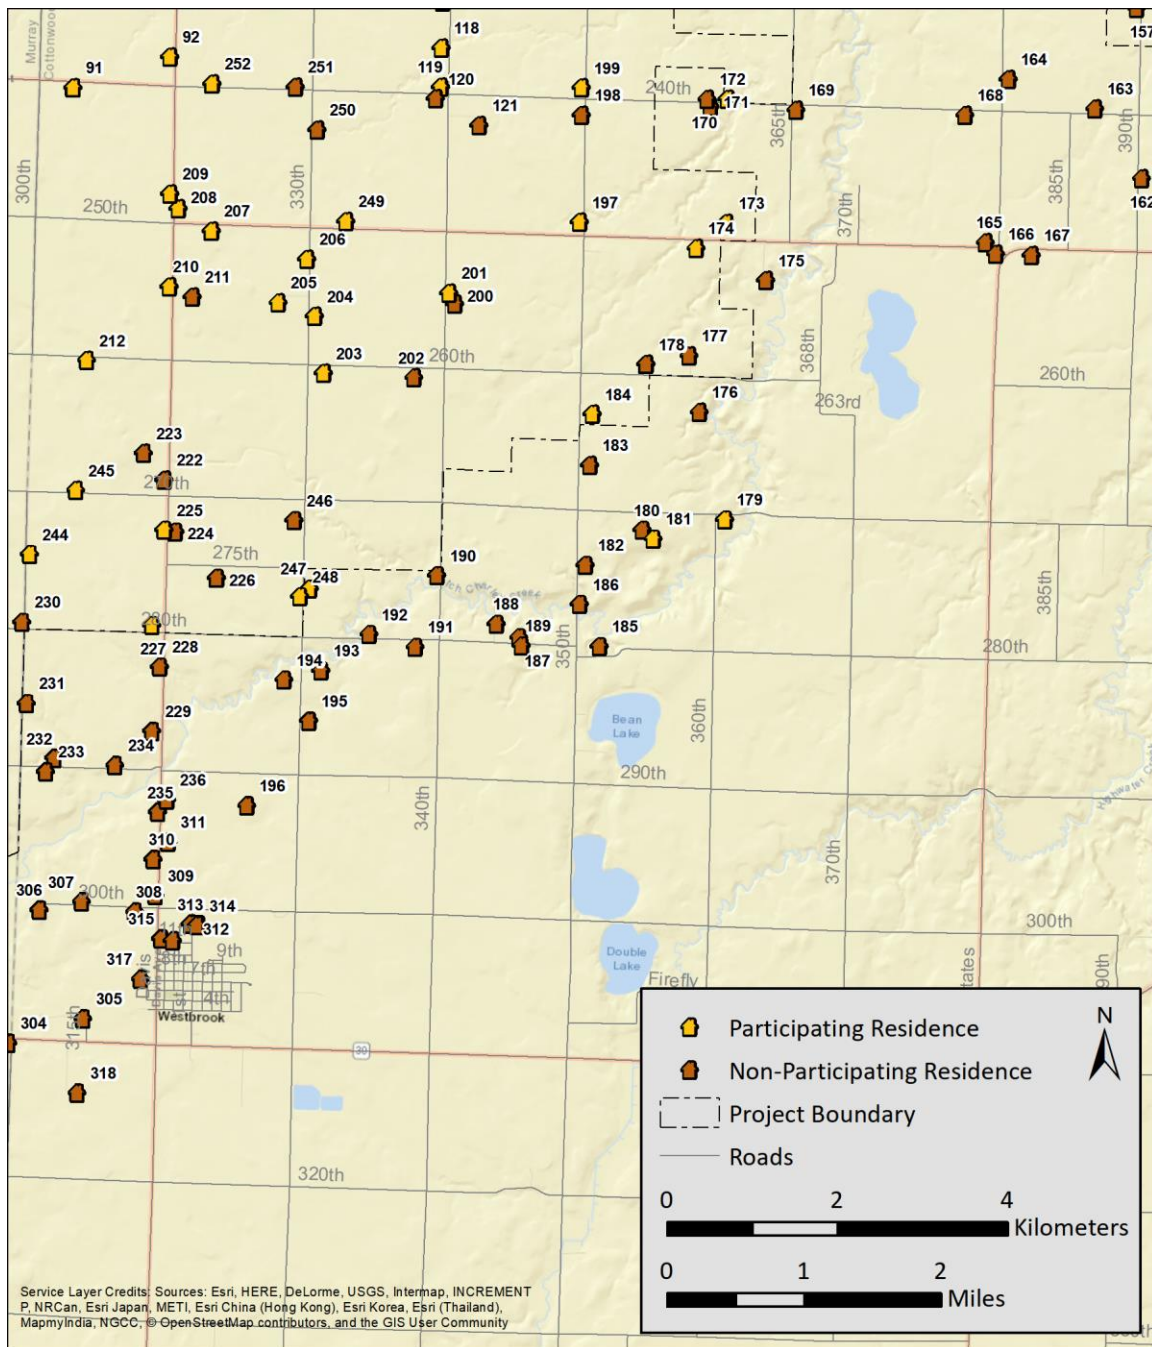 Murray
Cottonwood
92
91
252
251
118
119
120
121
250
199
198
240th
172
171
170
169
365th
168
164
163
157
390th
162
385th
300th
330th
209
208
250th
207
249
206
197
173
174
370th
165
166
167
175
210
211
205
204
201
200
212
203
202
260th
178
177
368th
260th
184
176
263rd
223
222
245
183
246
225
224
180
181
179
244
275th
226
247
248
190
182
186
385th
230
280th
192
191
188
189
187
350th
185
280th
227
228
194
193
195
231
229
360th
Bean
Lake
232
233
234
290th
236
235
196
311
340th
Highwater
310
370th
309
306
307
300th
308
313
314
315
312
300th
9th
7th
4th
317
Double
Lake
Firefly
305
Westbrook
304
315th
30
318
320th
Participating Residence
N
Non-Participating Residence
Project Boundary
Roads
0 2 4
Kilometers
0 1 2
Miles
Service Layer Credits: Sources: Esri, HERE, DeLorme, USGS, Intermap, INCREMENT
P, NRCan, Esri Japan, METI, Esri China (Hong Kong), Esri Korea, Esri (Thailand),
MapmyIndia, NGCC, © OpenStreetMap contributors, and the GIS User Community